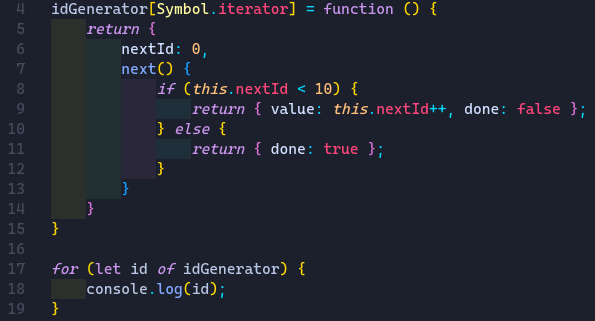 4 idGenerator[Symbol.iterator] = function () {
5     return {
6         nextId: 0,
7         next() {
8             if (this.nextId < 10) {
9                 return { value: this.nextId++, done: false };
10             } else {
11                 return { done: true };
12             }
13         }
14     }
15 }
16
17 for (let id of idGenerator) {
18     console.log(id);
19 }